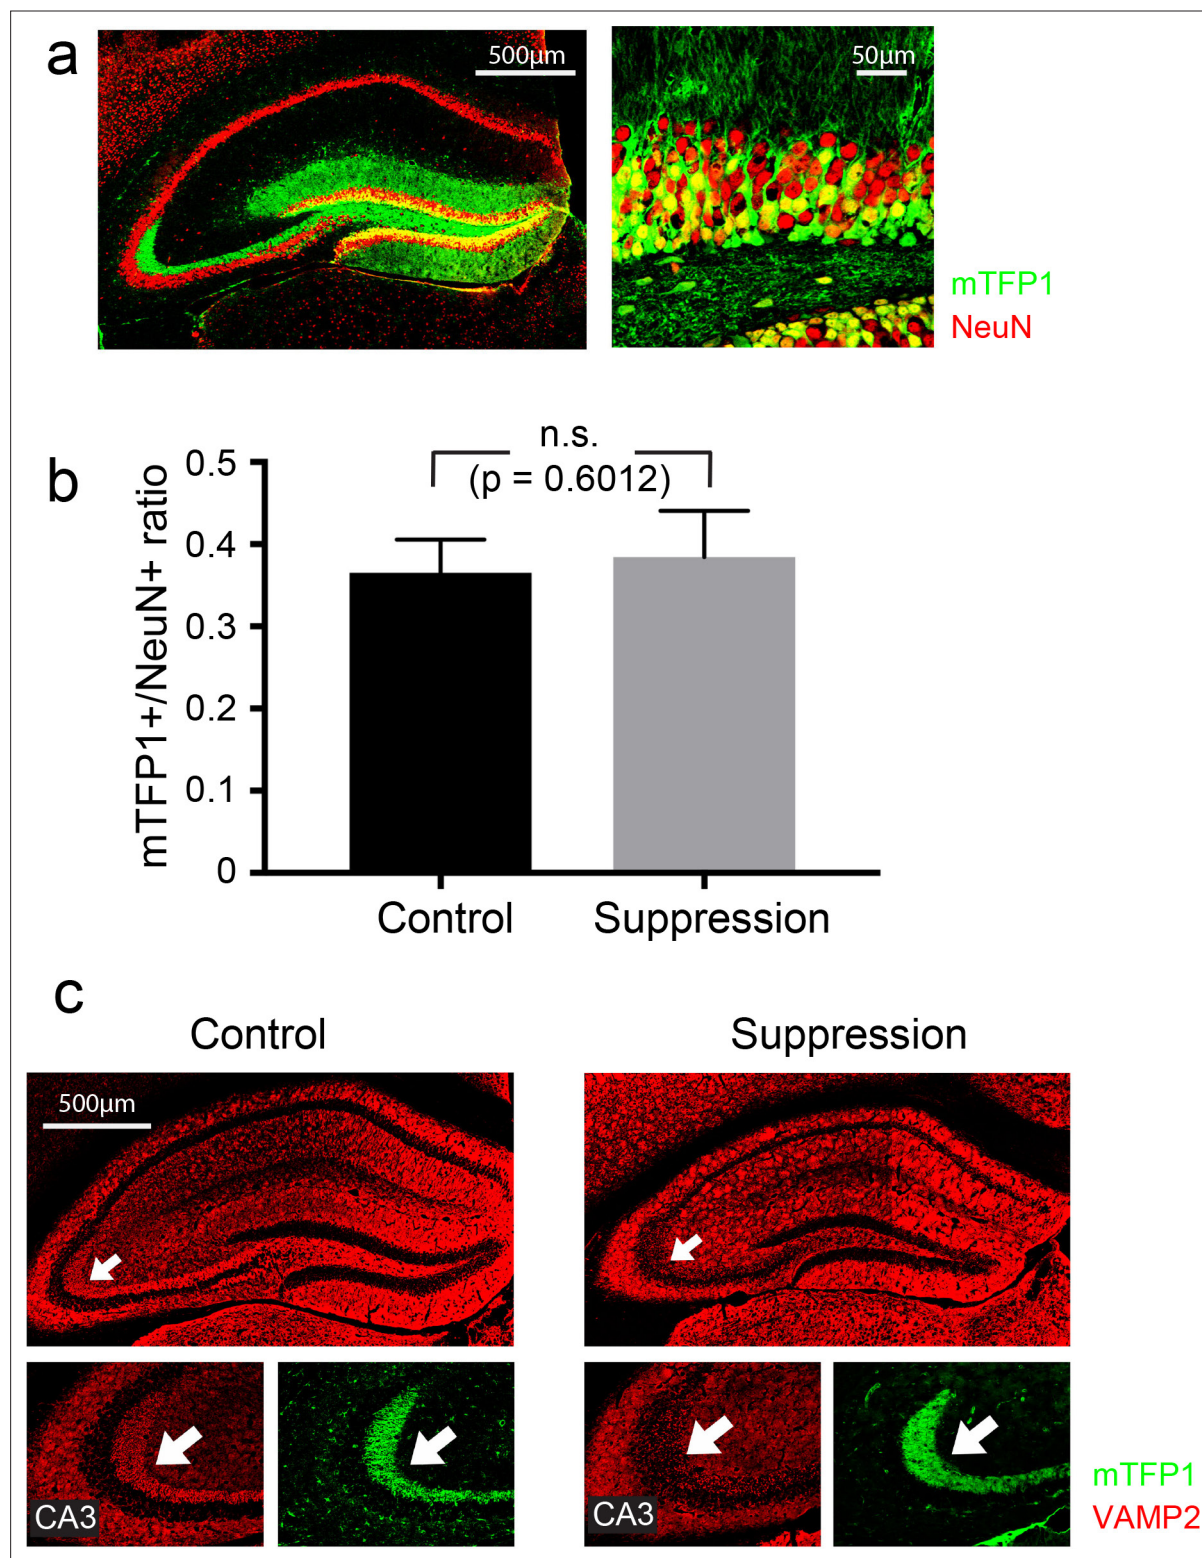 a
500µm
50µm
mTFP1
NeuN
b
n.s.
(p = 0.6012)
mTFP1+/NeuN+ ratio
0.5
0.4
0.3
0.2
0.1
0
Control
Suppression
c
Control
Suppression
500µm
CA3
CA3
mTFP1
VAMP2